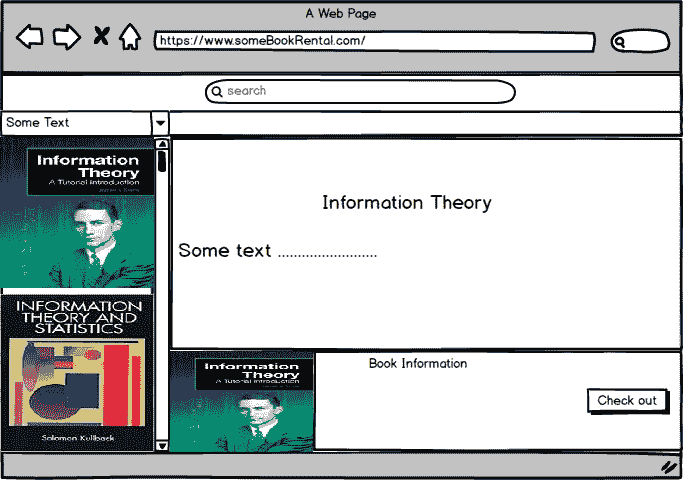 A Web Page
https://www.someBookRental.com/
search
Some Text
Information
Theory
A Tutorial Introduction
INFORMATION
THEORY AND
STATISTICS
Solomon Kullback
Information Theory
Some text .........................
Information
Theory
A Tutorial Introduction
Book Information
Check out